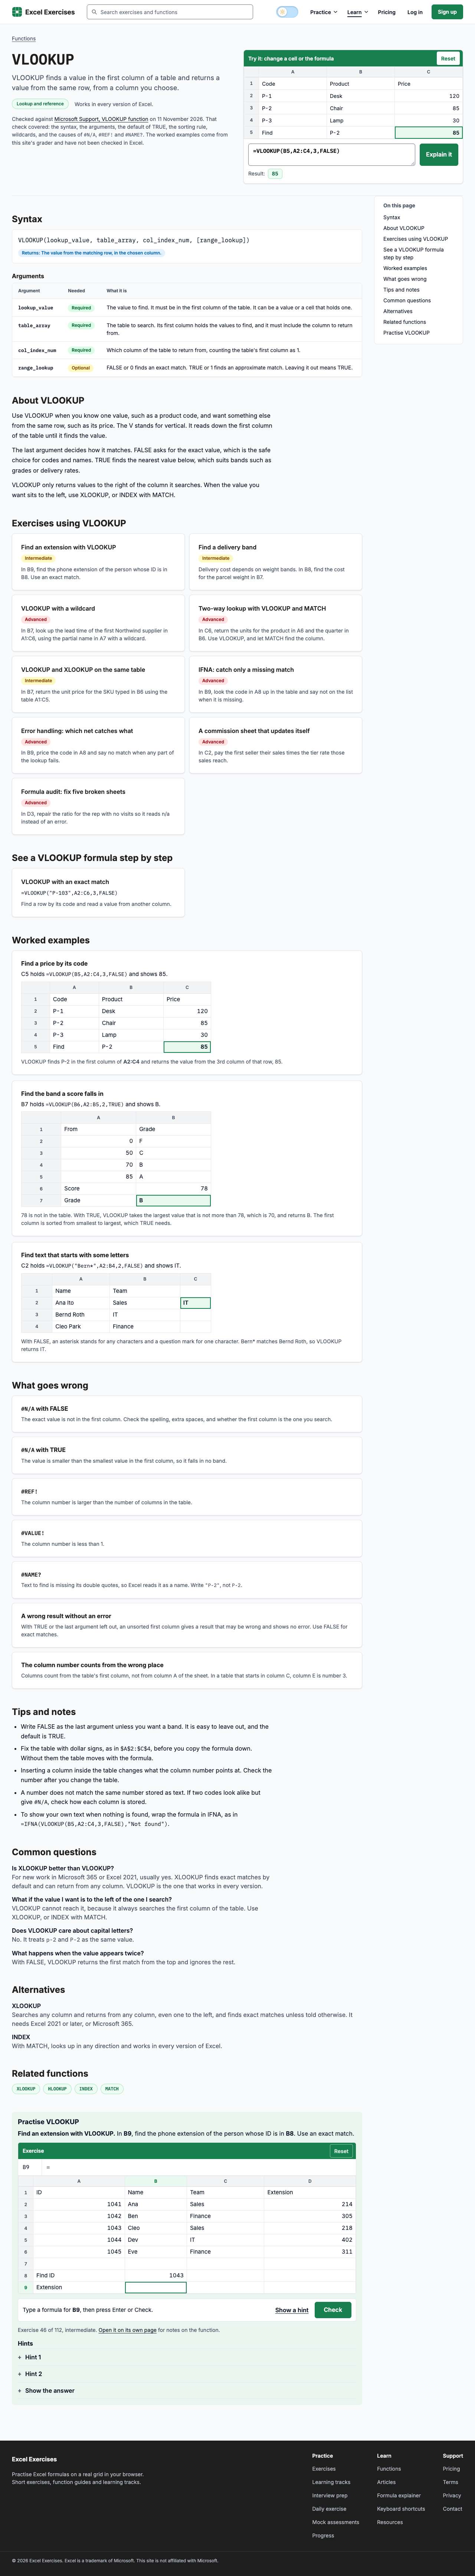 Excel Exercises
Search exercises and functions
Practice
Learn
Pricing
Log in
Sign up
Functions
VLOOKUP
VLOOKUP finds a value in the first column of a table and returns a
value from the same row, from a column you choose.
Lookup and reference
Works in every version of Excel.
Checked against Microsoft Support, VLOOKUP function on 11 November 2026. That
check covered: the syntax, the arguments, the default of TRUE, the sorting rule,
wildcards, and the causes of #N/A, #REF! and #NAME?. The worked examples come from
this site's grader and have not been checked in Excel.
Try it: change a cell or the formula
Reset
A B C
1 Code Product Price
2 P-1 Desk 120
3 P-2 Chair 85
4 P-3 Lamp 30
5 Find P-2 85
=VLOOKUP(B5,A2:C4,3,FALSE)
Explain it
Result: 85
On this page
Syntax
About VLOOKUP
Exercises using VLOOKUP
See a VLOOKUP formula
step by step
Worked examples
What goes wrong
Tips and notes
Common questions
Alternatives
Related functions
Practise VLOOKUP
Syntax
VLOOKUP(lookup_value, table_array, col_index_num, [range_lookup])
Returns: The value from the matching row, in the chosen column.
Arguments
Argument Needed What it is
lookup_value Required The value to find. It must be in the first column of the table. It can be a value or a cell that holds one.
table_array Required The table to search. Its first column holds the values to find, and it must include the column to return
from.
col_index_num Required Which column of the table to return from, counting the table's first column as 1.
range_lookup Optional FALSE or 0 finds an exact match. TRUE or 1 finds an approximate match. Leaving it out means TRUE.
About VLOOKUP
Use VLOOKUP when you know one value, such as a product code, and want something else
from the same row, such as its price. The V stands for vertical. It reads down the first column
of the table until it finds the value.
The last argument decides how it matches. FALSE asks for the exact value, which is the safe
choice for codes and names. TRUE finds the nearest value below, which suits bands such as
grades or delivery rates.
VLOOKUP only returns values to the right of the column it searches. When the value you
want sits to the left, use XLOOKUP, or INDEX with MATCH.
Exercises using VLOOKUP
Find an extension with VLOOKUP
Intermediate
In B9, find the phone extension of the person whose ID is in
B8. Use an exact match.
Find a delivery band
Intermediate
Delivery cost depends on weight bands. In B8, find the cost
for the parcel weight in B7.
VLOOKUP with a wildcard
Advanced
In B7, look up the lead time of the first Northwind supplier in
A1:C6, using the partial name in A7 with a wildcard.
Two-way lookup with VLOOKUP and MATCH
Advanced
In C6, return the units for the product in A6 and the quarter in
B6. Use VLOOKUP, and let MATCH find the column.
VLOOKUP and XLOOKUP on the same table
Intermediate
In B7, return the unit price for the SKU typed in B6 using the
table A1:C5.
IFNA: catch only a missing match
Advanced
In B9, look the code in A8 up in the table and say not on the list
when it is missing.
Error handling: which net catches what
Advanced
In B9, price the code in A8 and say no match when any part of
the lookup fails.
A commission sheet that updates itself
Advanced
In C2, pay the first seller their sales times the tier rate those
sales reach.
Formula audit: fix five broken sheets
Advanced
In D3, repair the ratio for the rep with no visits so it reads n/a
instead of an error.
See a VLOOKUP formula step by step
VLOOKUP with an exact match
=VLOOKUP("P-103",A2:C6,3,FALSE)
Find a row by its code and read a value from another column.
Worked examples
Find a price by its code
C5 holds =VLOOKUP(B5,A2:C4,3,FALSE) and shows 85.
A B C
1 Code Product Price
2 P-1 Desk 120
3 P-2 Chair 85
4 P-3 Lamp 30
5 Find P-2 85
VLOOKUP finds P-2 in the first column of A2:C4 and returns the value from the 3rd column of that row, 85.
Find the band a score falls in
B7 holds =VLOOKUP(B6,A2:B5,2,TRUE) and shows B.
A B
1 From Grade
2 0 F
3 50 C
4 70 B
5 85 A
6 Score 78
7 Grade B
78 is not in the table. With TRUE, VLOOKUP takes the largest value that is not more than 78, which is 70, and returns B. The first
column is sorted from smallest to largest, which TRUE needs.
Find text that starts with some letters
C2 holds =VLOOKUP("Bern*",A2:B4,2,FALSE) and shows IT.
A B C
1 Name Team
2 Ana Ito Sales IT
3 Bernd Roth IT
4 Cleo Park Finance
With FALSE, an asterisk stands for any characters and a question mark for one character. Bern* matches Bernd Roth, so VLOOKUP
returns IT.
What goes wrong
#N/A with FALSE
The exact value is not in the first column. Check the spelling, extra spaces, and whether the first column is the one you search.
#N/A with TRUE
The value is smaller than the smallest value in the first column, so it falls in no band.
#REF!
The column number is larger than the number of columns in the table.
#VALUE!
The column number is less than 1.
#NAME?
Text to find is missing its double quotes, so Excel reads it as a name. Write "P-2", not P-2.
A wrong result without an error
With TRUE or the last argument left out, an unsorted first column gives a result that may be wrong and shows no error. Use FALSE for
exact matches.
The column number counts from the wrong place
Columns count from the table's first column, not from column A of the sheet. In a table that starts in column C, column E is number 3.
Tips and notes
• Write FALSE as the last argument unless you want a band. It is easy to leave out, and the
default is TRUE.
• Fix the table with dollar signs, as in $A$2:$C$4, before you copy the formula down.
Without them the table moves with the formula.
• Inserting a column inside the table changes what the column number points at. Check the
number after you change the table.
• A number does not match the same number stored as text. If two codes look alike but
give #N/A, check how each column is stored.
• To show your own text when nothing is found, wrap the formula in IFNA, as in
=IFNA(VLOOKUP(B5,A2:C4,3,FALSE),"Not found").
Common questions
Is XLOOKUP better than VLOOKUP?
For new work in Microsoft 365 or Excel 2021, usually yes. XLOOKUP finds exact matches by
default and can return from any column. VLOOKUP is the one that works in every version.
What if the value I want is to the left of the one I search?
VLOOKUP cannot reach it, because it always searches the first column of the table. Use
XLOOKUP, or INDEX with MATCH.
Does VLOOKUP care about capital letters?
No. It treats p-2 and P-2 as the same value.
What happens when the value appears twice?
With FALSE, VLOOKUP returns the first match from the top and ignores the rest.
Alternatives
XLOOKUP
Searches any column and returns from any column, even one to the left, and finds exact matches unless told otherwise. It
needs Excel 2021 or later, or Microsoft 365.
INDEX
With MATCH, looks up in any direction and works in every version of Excel.
Related functions
XLOOKUP
HLOOKUP
INDEX
MATCH
Practise VLOOKUP
Find an extension with VLOOKUP. In B9, find the phone extension of the person whose ID is in B8. Use an exact match.
Exercise
Reset
B9 =
A B C D
1 ID Name Team Extension
2 1041 Ana Sales 214
3 1042 Ben Finance 305
4 1043 Cleo Sales 218
5 1044 Dev IT 402
6 1045 Eve Finance 311
7
8 Find ID 1043
9 Extension
Type a formula for B9, then press Enter or Check.
Show a hint
Check
Exercise 46 of 112, intermediate. Open it on its own page for notes on the function.
Hints
+ Hint 1
+ Hint 2
+ Show the answer
Excel Exercises
Practise Excel formulas on a real grid in your browser.
Short exercises, function guides and learning tracks.
Practice
Exercises
Learning tracks
Interview prep
Daily exercise
Mock assessments
Progress
Learn
Functions
Articles
Formula explainer
Keyboard shortcuts
Resources
Support
Pricing
Terms
Privacy
Contact
© 2026 Excel Exercises. Excel is a trademark of Microsoft. This site is not affiliated with Microsoft.